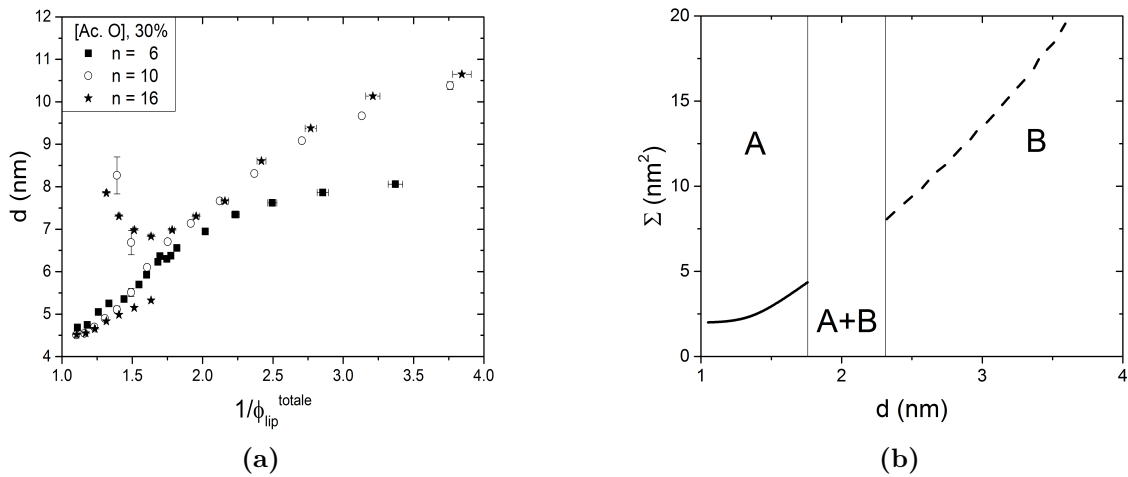 [Ac. O], 30%
n = 6
n = 10
n = 16
12
11
10
9
8
7
6
5
4
d (nm)
1.0 1.5 2.0 2.5 3.0 3.5 4.0
1/ϕ_lip^totale
(a)
20
15
10
5
0
Σ (nm²)
A
A+B
B
1 2 3 4
d (nm)
(b)